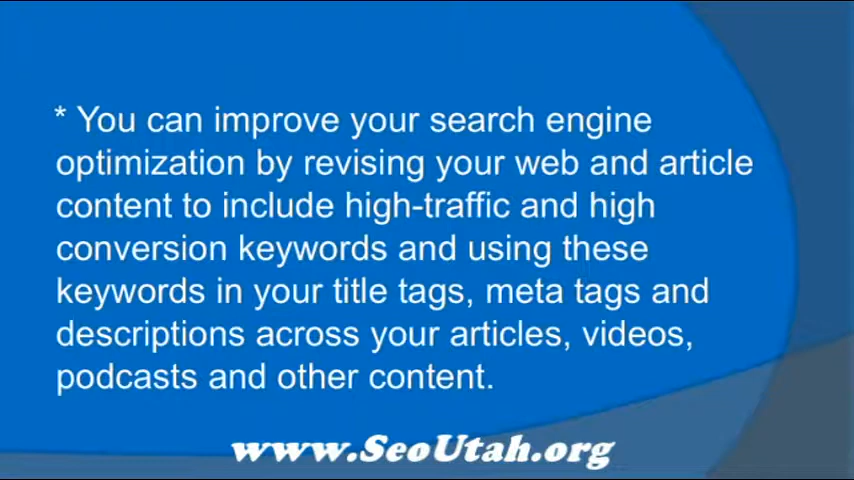 * You can improve your search engine
optimization by revising your web and article
content to include high-traffic and high
conversion keywords and using these
keywords in your title tags, meta tags and
descriptions across your articles, videos,
podcasts and other content.
www.SeoUtah.org